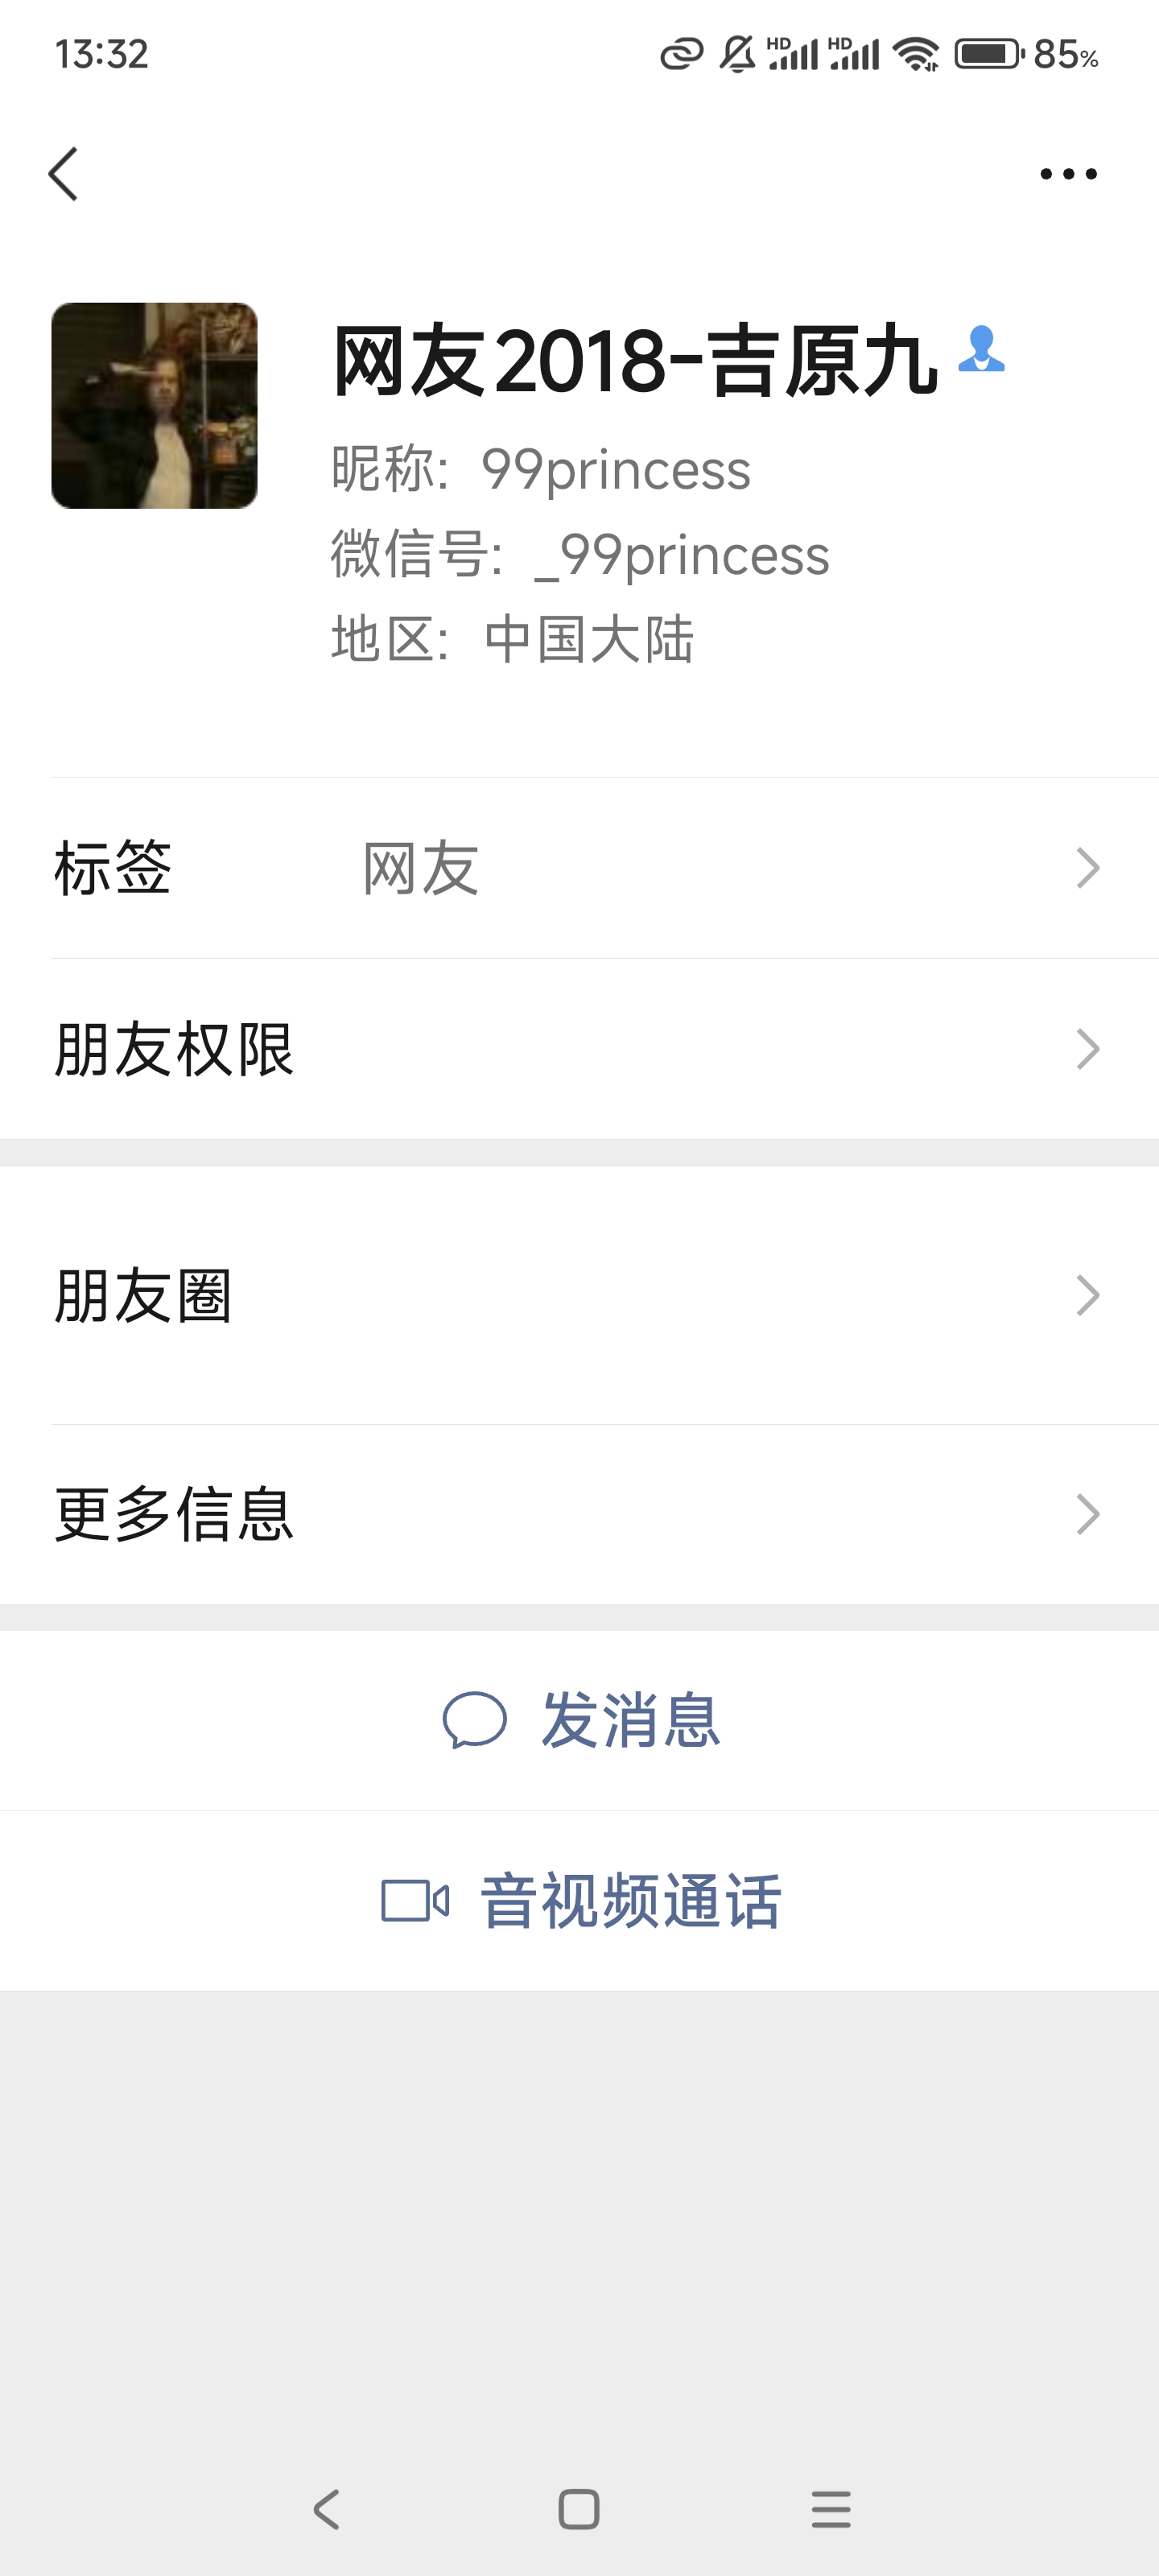 13:32
HD HD 85%
网友2018-吉原九
昵称: 99princess
微信号: _99princess
地区: 中国大陆
标签 网友
朋友权限
朋友圈
更多信息
发消息
音视频通话